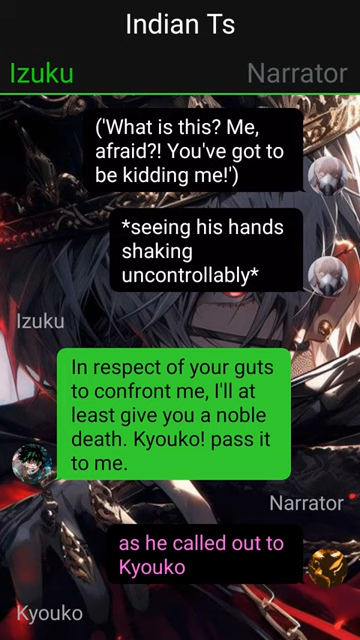 Indian Ts
Izuku
Narrator
('What is this? Me,
afraid?! You've got to
be kidding me!')
*seeing his hands
shaking
uncontrollably*
Izuku
In respect of your guts
to confront me, I'll at
least give you a noble
death. Kyouko! pass it
to me.
Narrator
as he called out to
Kyouko
Kyouko